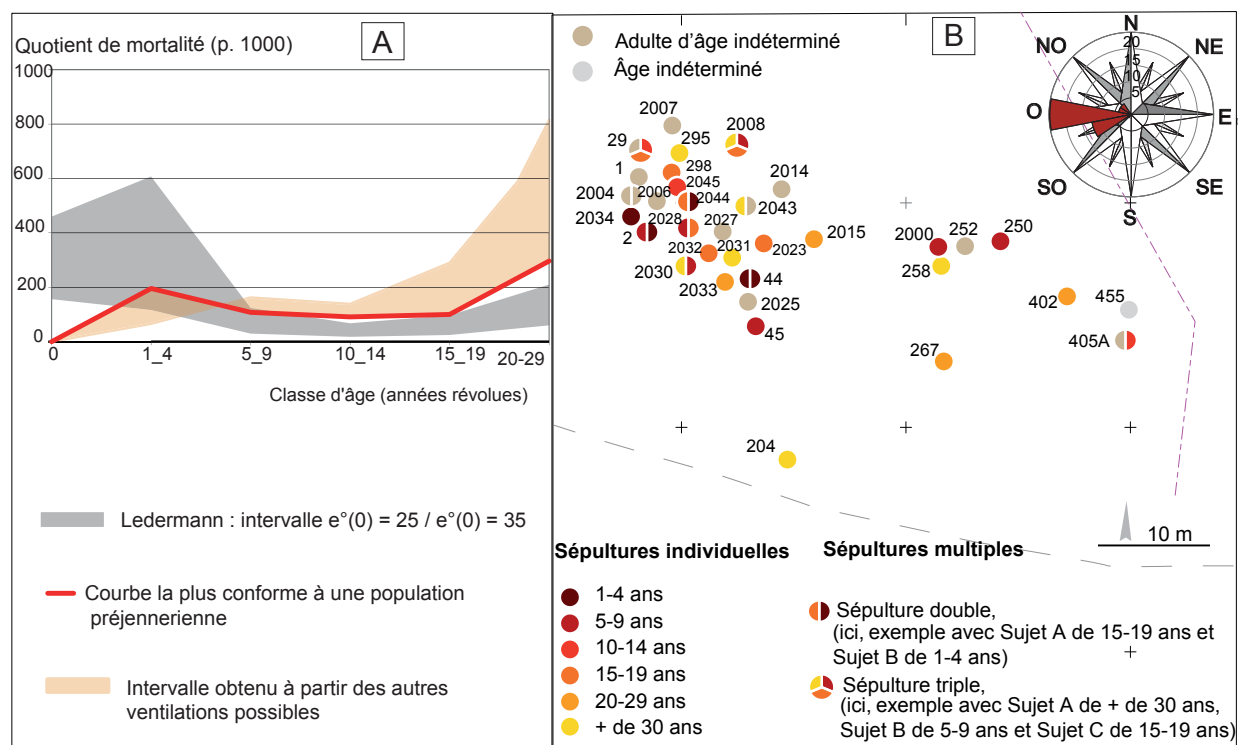 Quotient de mortalité (p. 1000)
A
1000
800
600
400
200
0
0
1_4
5_9
10_14
15_19
20-29
Classe d'âge (années révolues)
Ledermann : intervalle e°(0) = 25 / e°(0) = 35
Courbe la plus conforme à une population
préjennerienne
Intervalle obtenu à partir des autres
ventilations possibles
B
Adulte d'âge indéterminé
Âge indéterminé
N
NO
NE
O
E
SO
SE
S
20
15
10
5
2007
29
295
2008
1
298
2045
2014
2004
2006
2044
2043
2034
2
2028
2027
2032
2031
2023
2015
2030
2033
44
2025
45
2000
252
250
258
402
455
405A
267
204
10 m
Sépultures individuelles
1-4 ans
5-9 ans
10-14 ans
15-19 ans
20-29 ans
+ de 30 ans
Sépultures multiples
Sépulture double,
(ici, exemple avec Sujet A de 15-19 ans et
Sujet B de 1-4 ans)
Sépulture triple,
(ici, exemple avec Sujet A de + de 30 ans,
Sujet B de 5-9 ans et Sujet C de 15-19 ans)